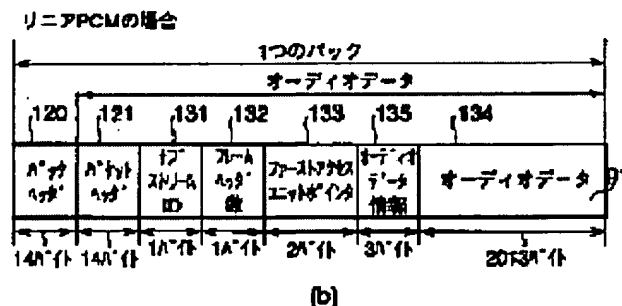 リニアPCMの場合
1つのパック
オーディオデータ
120 121 131 132 133 135 134
パック
ヘッダ
パケット
ヘッダ
サブ
ストリーム
ID
フレーム
ヘッダ
数
ファーストアクセス
ユニットポインタ
オーディオ
データ
情報
オーディオデータ
14バイト 14バイト 1バイト 1バイト 2バイト 3バイト 2013バイト
(b)